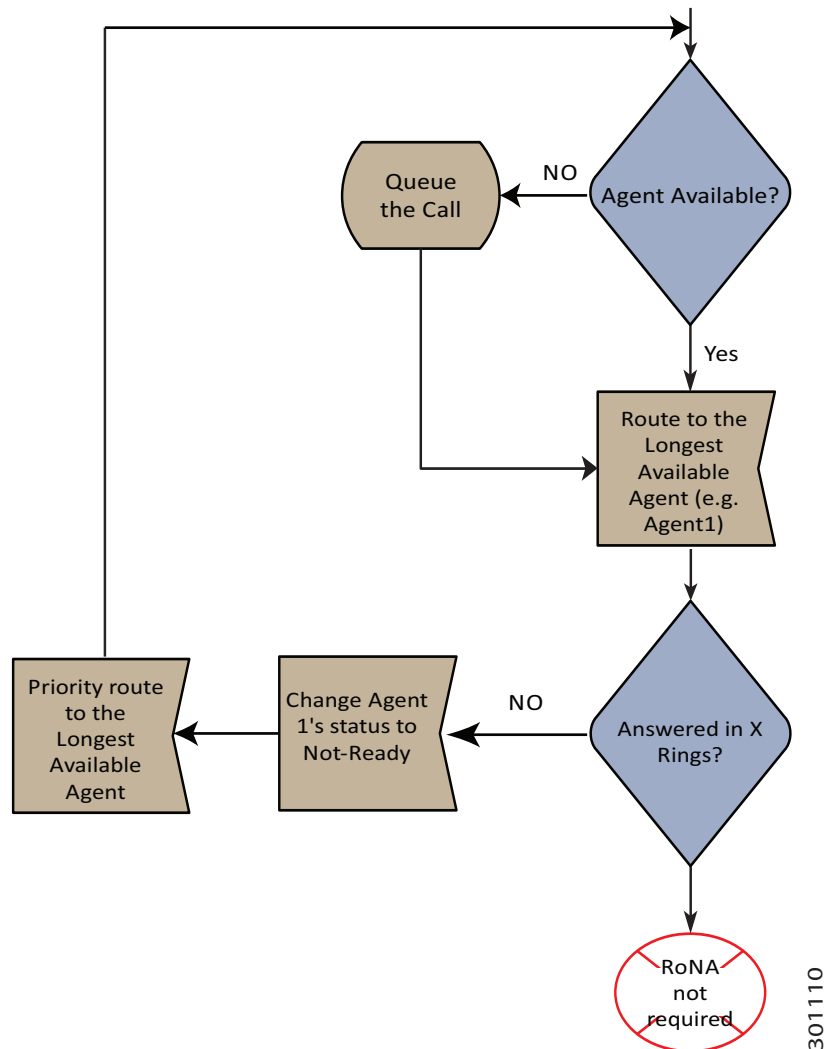 NO
Queue
the Call
Agent Available?
Yes
Route to the
Longest
Available
Agent (e.g.
Agent1)
Priority route
to the
Longest
Available
Agent
Change Agent
1's status to
Not-Ready
NO
Answered in X
Rings?
RoNA
not
required
301110